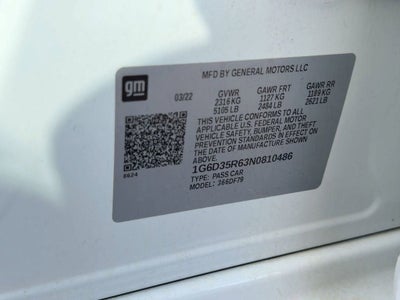 gm
MFD BY GENERAL MOTORS LLC
03/22 GVWR GAWR FRT GAWR RR
2316 KG 1127 KG 1189 KG
5105 LB 2484 LB 2621 LB
THIS VEHICLE CONFORMS TO ALL
APPLICABLE U.S. FEDERAL MOTOR
VEHICLE SAFETY, BUMPER, AND THEFT
PREVENTION STANDARDS IN EFFECT ON
THE DATE OF MANUFACTURE SHOWN
ABOVE.
1G6D35R63N0810486
8624 TYPE: PASS CAR
MODEL: 366DF79